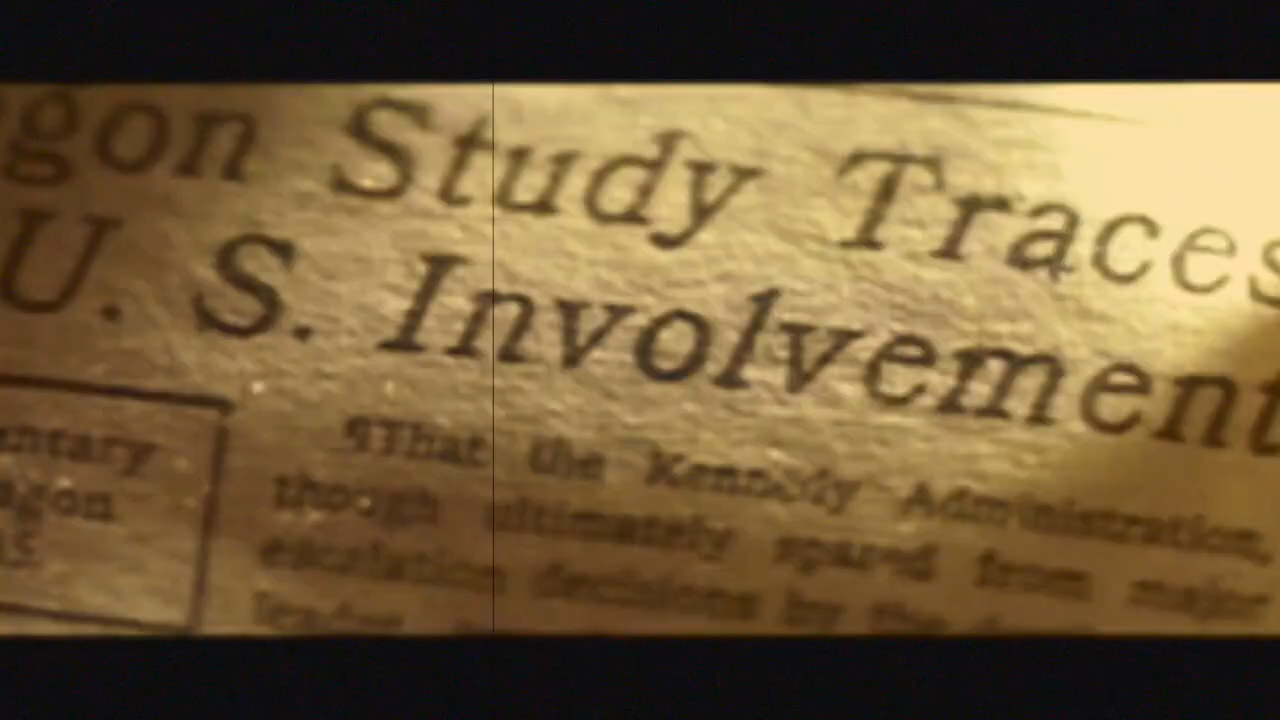 gon Study Traces
U. S. Involvement
ntary
agon
¶That the Kennedy Administration,
though ultimately spared from major
escalation decisions by the